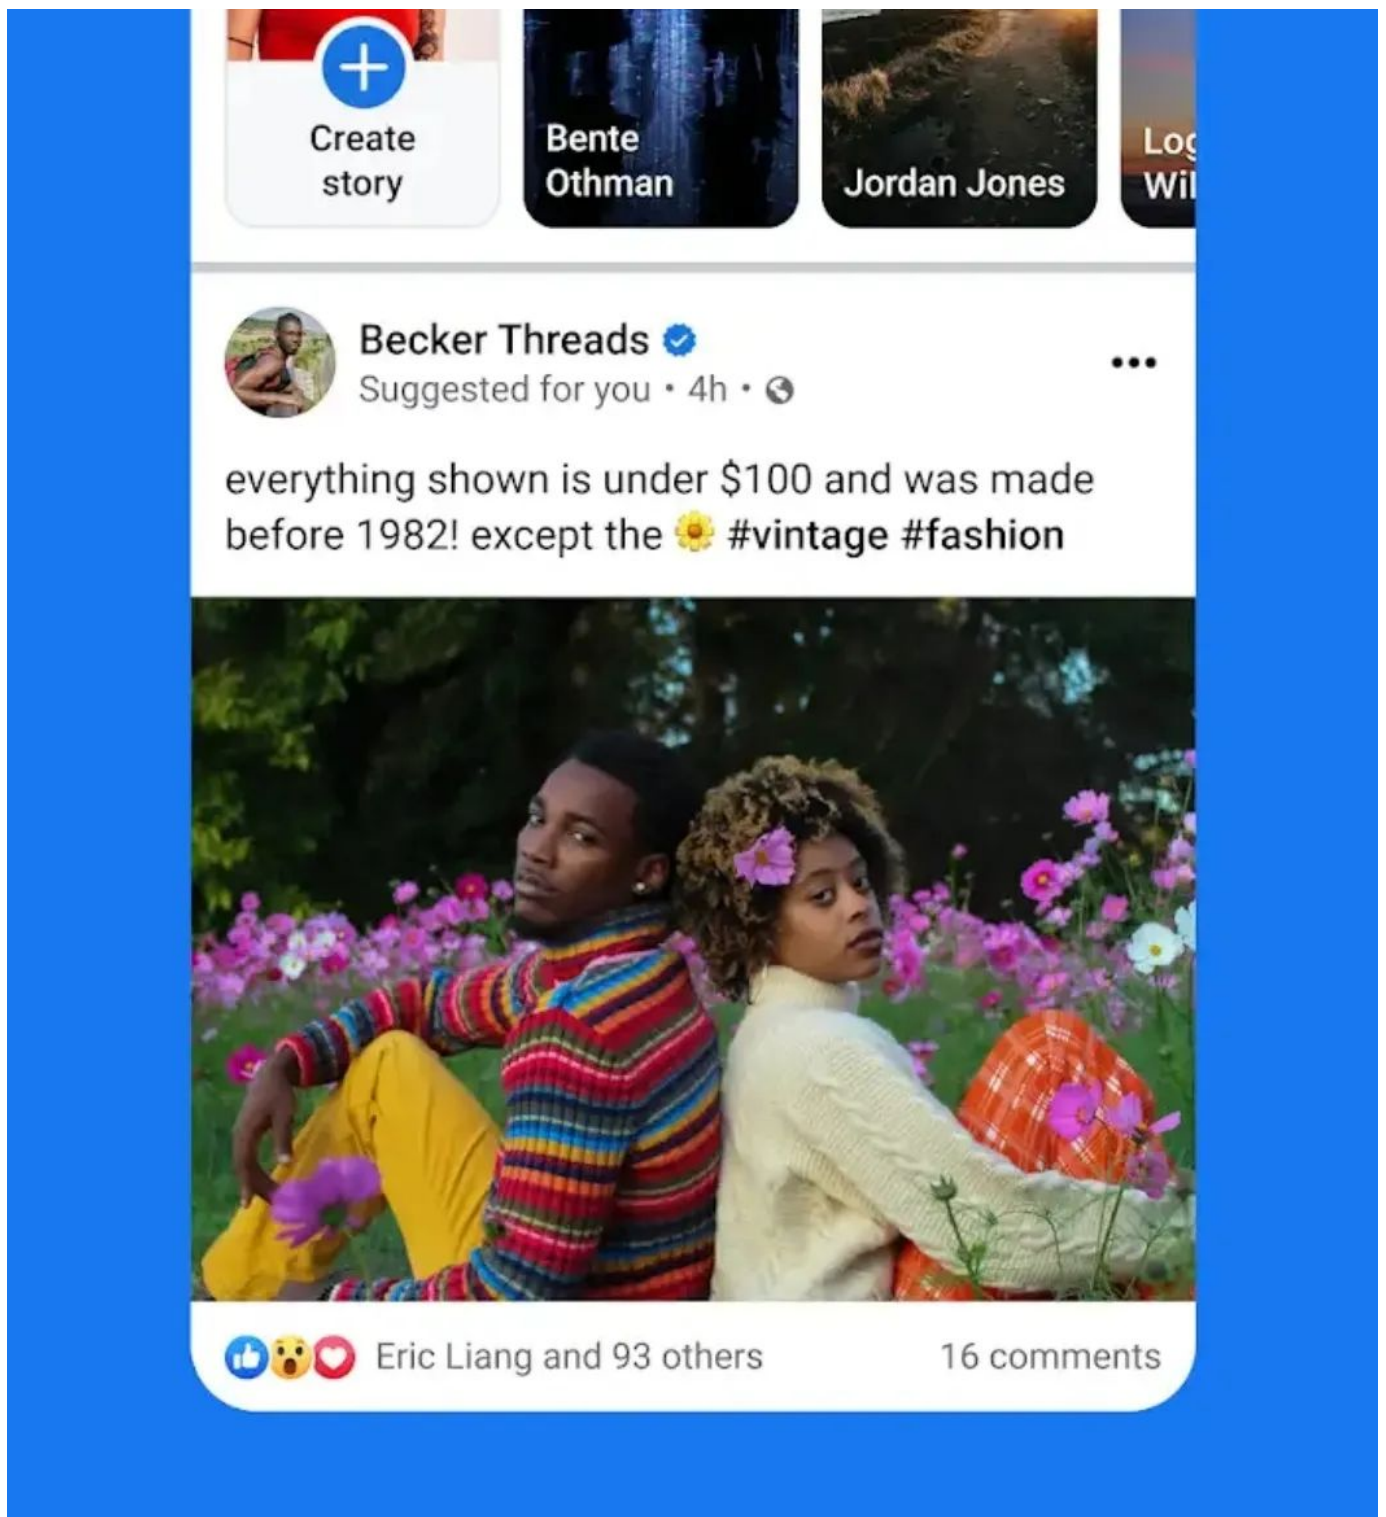 Create
story
Bente
Othman
Jordan Jones
Becker Threads
Suggested for you • 4h •
everything shown is under $100 and was made
before 1982! except the 🌼 #vintage #fashion
Eric Liang and 93 others
16 comments